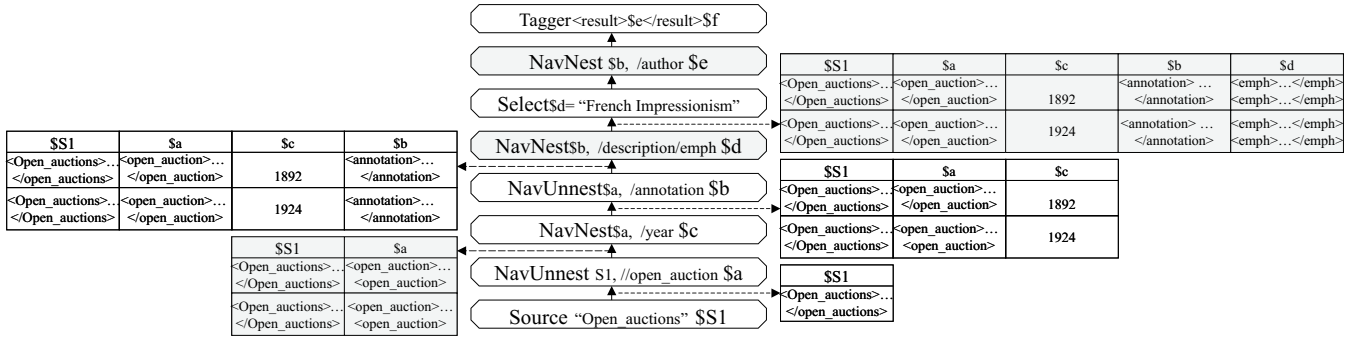 Tagger<result>$e</result>$f
NavNest $b, /author $e
Select$d= “French Impressionism”
NavNest$b, /description/emph $d
NavUnnest$a, /annotation $b
NavNest$a, /year $c
NavUnnest S1, //open_auction $a
Source “Open_auctions” $S1
$S1 $a $c $b
<Open_auctions>… <open_auction>… 1892 <annotation>…
</open_auctions> </open_auction> </annotation>
<Open_auctions>… <open_auction>… 1924 <annotation>…
</Open_auctions> </open_auction> </annotation>
$S1 $a
<Open_auctions>… <open_auction>…
</Open_auctions> <open_auction>
<Open_auctions>… <open_auction>…
</Open_auctions> <open_auction>
$S1 $a $c $b $d
<Open_auctions>… <open_auction>… 1892 <annotation> … <emph>…</emph>
</Open_auctions> </open_auction> </annotation> <emph>…</emph>
<Open_auctions>… <open_auction>… 1924 <annotation> … <emph>…</emph>
</Open_auctions> </open_auction> </annotation> <emph>…</emph>
$S1 $a $c
<Open_auctions>… <open_auction>… 1892
</Open_auctions> </open_auction>
<Open_auctions>… <open_auction>… 1924
</Open_auctions> <open_auction>
$S1
<Open_auctions>…
</open_auctions>